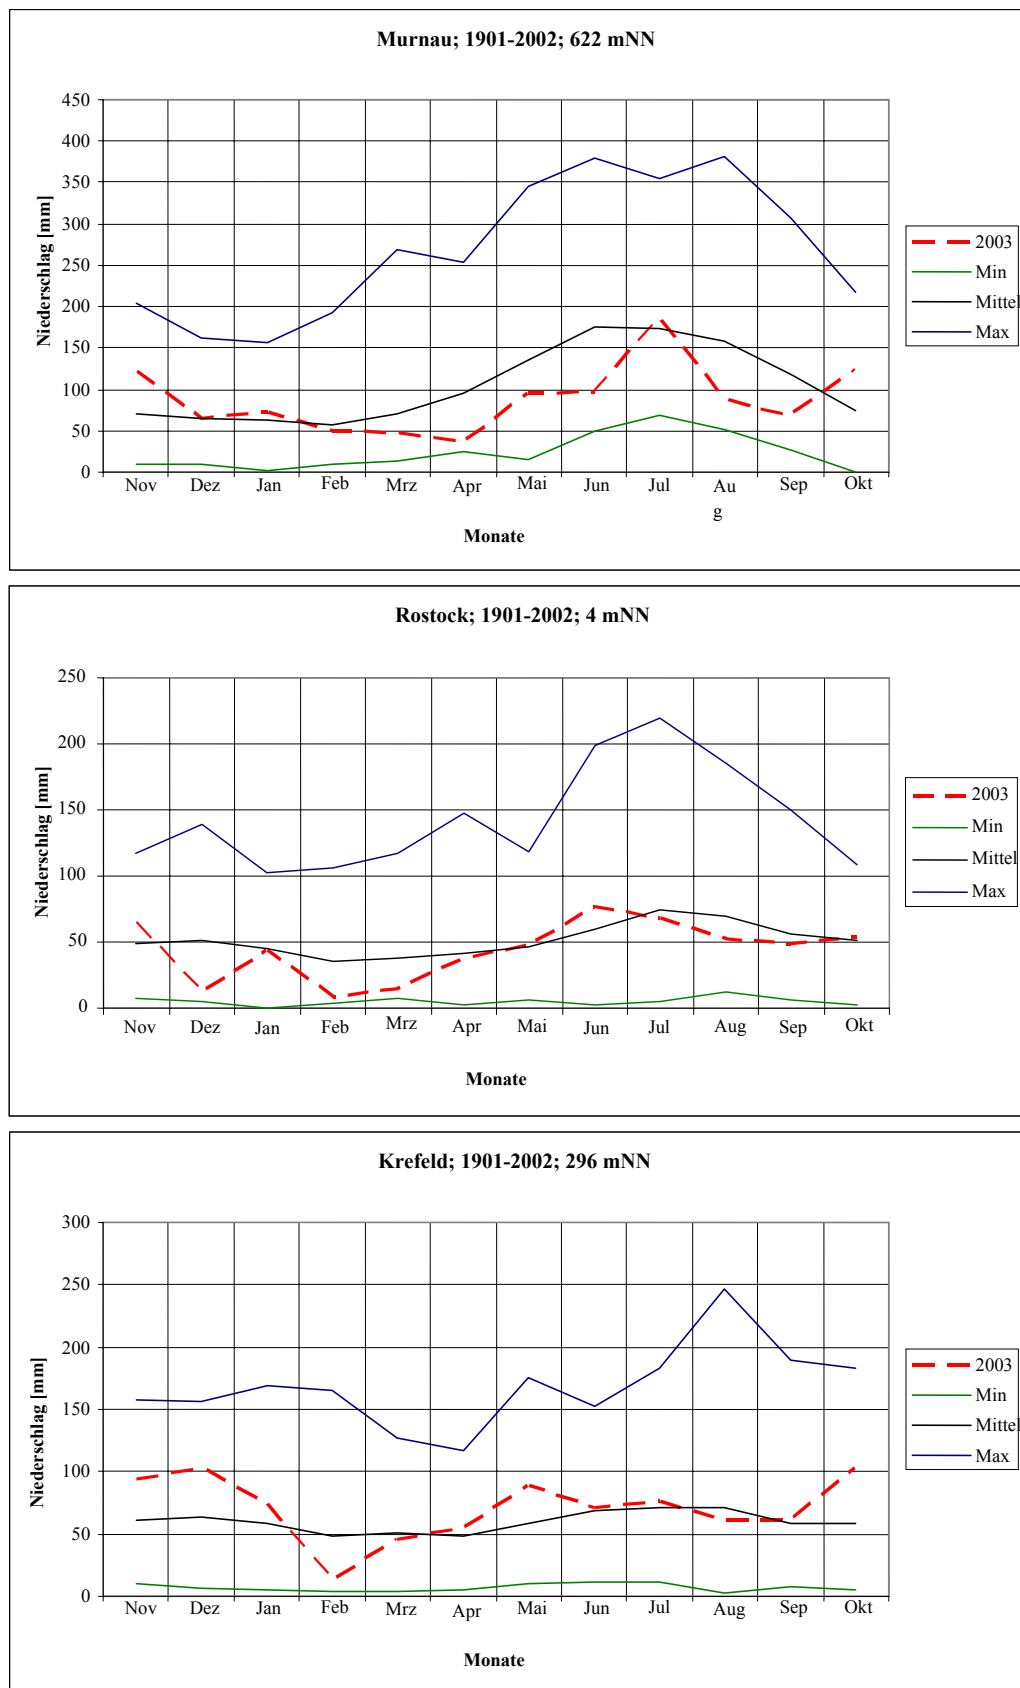 Murnau; 1901-2002; 622 mNN
450
400
350
300
250
200
150
100
50
0
Niederschlag [mm]
Nov Dez Jan Feb Mrz Apr Mai Jun Jul Au Sep Okt
g
Monate
2003
Min
Mittel
Max
Rostock; 1901-2002; 4 mNN
250
200
150
100
50
0
Niederschlag [mm]
Nov Dez Jan Feb Mrz Apr Mai Jun Jul Aug Sep Okt
Monate
2003
Min
Mittel
Max
Krefeld; 1901-2002; 296 mNN
300
250
200
150
100
50
0
Niederschlag [mm]
Nov Dez Jan Feb Mrz Apr Mai Jun Jul Aug Sep Okt
Monate
2003
Min
Mittel
Max